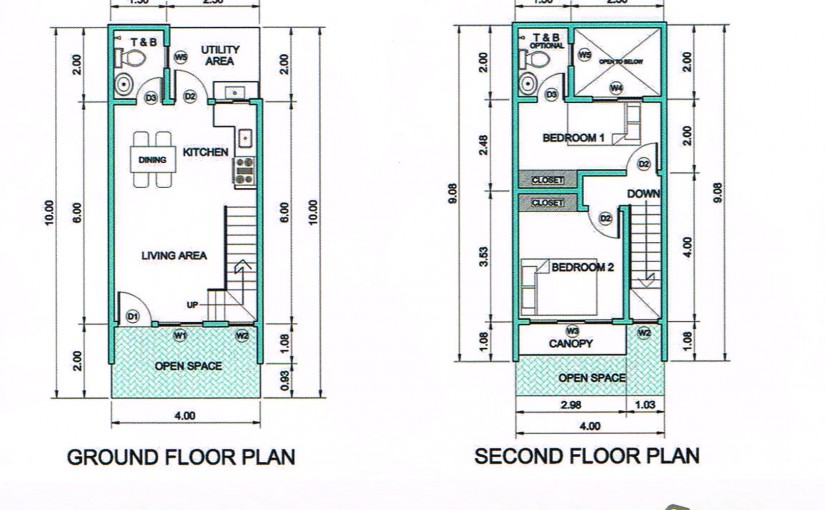 1.50 2.50
T & B
UTILITY
AREA
W5
D3 D2
2.00
2.00
KITCHEN
DINING
10.00
6.00
6.00
10.00
LIVING AREA
UP
D1
W1 W2
1.08
2.00
OPEN SPACE
0.93
4.00
GROUND FLOOR PLAN
1.50 2.50
T & B
OPTIONAL
W5
OPEN TO BELOW
W4
D3
2.00
2.00
BEDROOM 1
2.48
2.00
D2
CLOSET
DOWN
CLOSET
9.08
9.08
D2
4.00
3.53
BEDROOM 2
W3 W2
CANOPY
1.08
1.08
OPEN SPACE
2.98 1.03
4.00
SECOND FLOOR PLAN